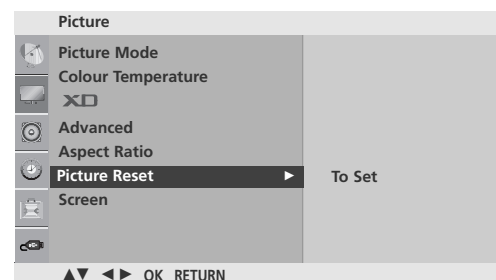 Picture
Picture Mode
Colour Temperature
XD
Advanced
Aspect Ratio
Picture Reset ► To Set
Screen
▲▼ ◄► OK RETURN